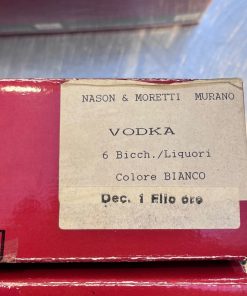 NASON & MORETTI MURANO
VODKA
6 Bicch./Liquori
Colore BIANCO
Dec. 1 Filo oro